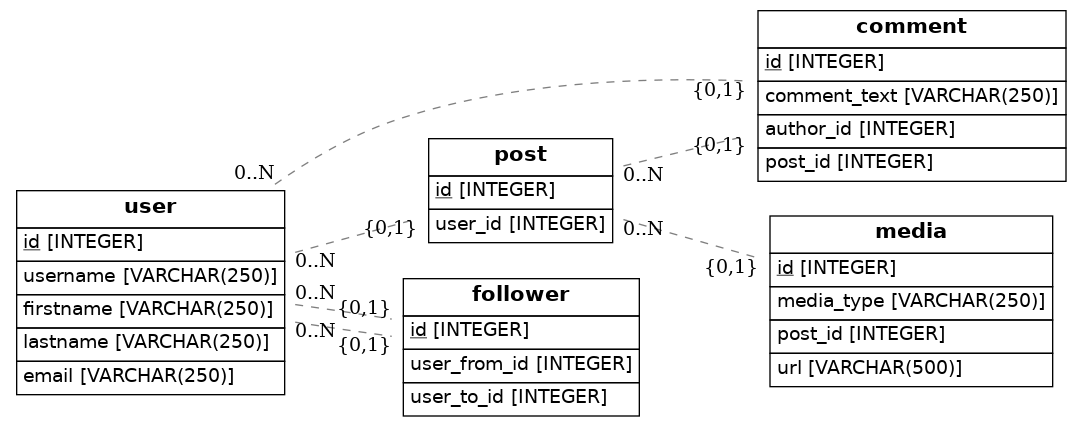 user
id [INTEGER]
username [VARCHAR(250)]
firstname [VARCHAR(250)]
lastname [VARCHAR(250)]
email [VARCHAR(250)]
0..N
{0,1}
0..N
{0,1}
0..N
{0,1}
0..N
{0,1}
post
id [INTEGER]
user_id [INTEGER]
0..N
{0,1}
0..N
{0,1}
follower
id [INTEGER]
user_from_id [INTEGER]
user_to_id [INTEGER]
comment
id [INTEGER]
comment_text [VARCHAR(250)]
author_id [INTEGER]
post_id [INTEGER]
media
id [INTEGER]
media_type [VARCHAR(250)]
post_id [INTEGER]
url [VARCHAR(500)]